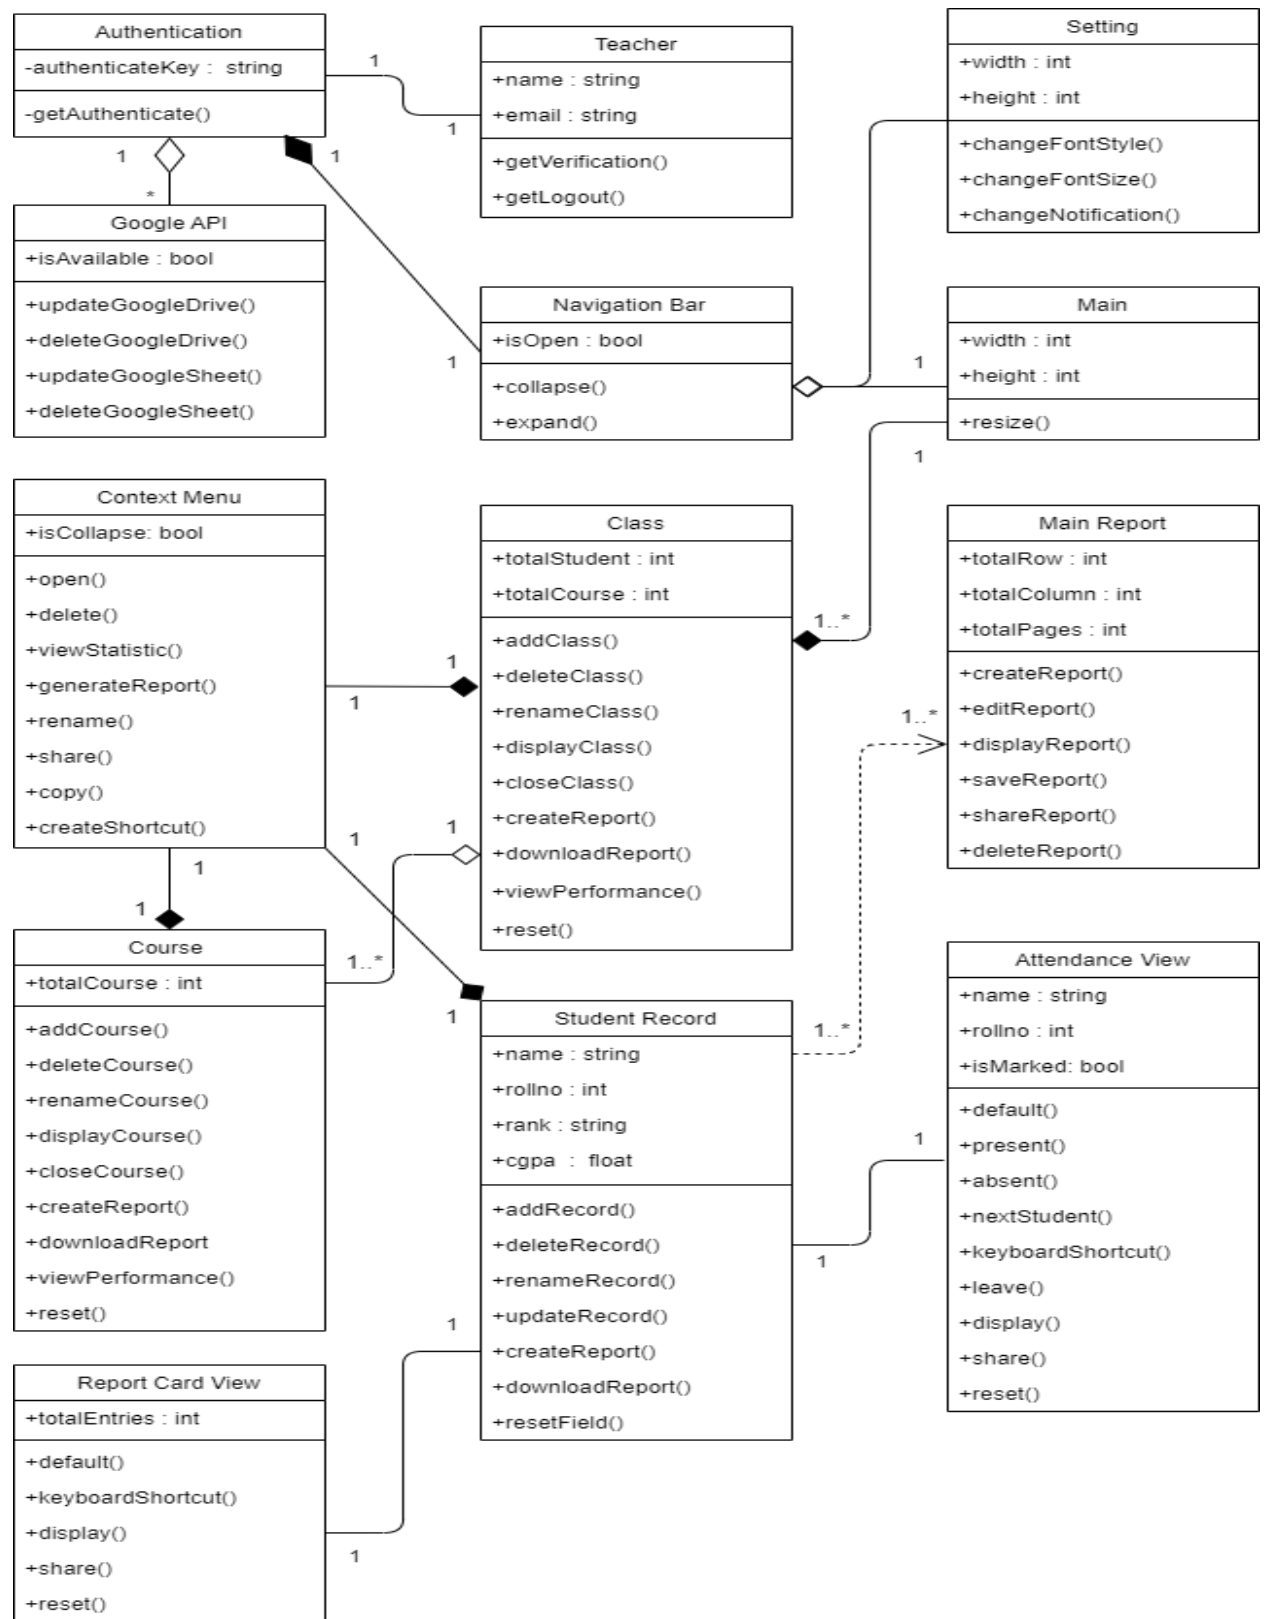 Authentication
-authenticateKey :  string
-getAuthenticate()
1
1
1
*
1
1
Teacher
+name : string
+email : string
+getVerification()
+getLogout()
Setting
+width : int
+height : int
+changeFontStyle()
+changeFontSize()
+changeNotification()
Google API
+isAvailable : bool
+updateGoogleDrive()
+deleteGoogleDrive()
+updateGoogleSheet()
+deleteGoogleSheet()
Navigation Bar
+isOpen : bool
+collapse()
+expand()
1
Main
+width : int
+height : int
+resize()
1
1..*
Context Menu
+isCollapse: bool
+open()
+delete()
+viewStatistic()
+generateReport()
+rename()
+share()
+copy()
+createShortcut()
1
1
1
1
1
1
Class
+totalStudent : int
+totalCourse : int
+addClass()
+deleteClass()
+renameClass()
+displayClass()
+closeClass()
+createReport()
+downloadReport()
+viewPerformance()
+reset()
1
1..*
Main Report
+totalRow : int
+totalColumn : int
+totalPages : int
+createReport()
+editReport()
+displayReport()
+saveReport()
+shareReport()
+deleteReport()
1..*
1..*
Course
+totalCourse : int
+addCourse()
+deleteCourse()
+renameCourse()
+displayCourse()
+closeCourse()
+createReport()
+downloadReport
+viewPerformance()
+reset()
Student Record
+name : string
+rollno : int
+rank : string
+cgpa  :  float
+addRecord()
+deleteRecord()
+renameRecord()
+updateRecord()
+createReport()
+downloadReport()
+resetField()
1
1
Attendance View
+name : string
+rollno : int
+isMarked: bool
+default()
+present()
+absent()
+nextStudent()
+keyboardShortcut()
+leave()
+display()
+share()
+reset()
1
1
Report Card View
+totalEntries : int
+default()
+keyboardShortcut()
+display()
+share()
+reset()